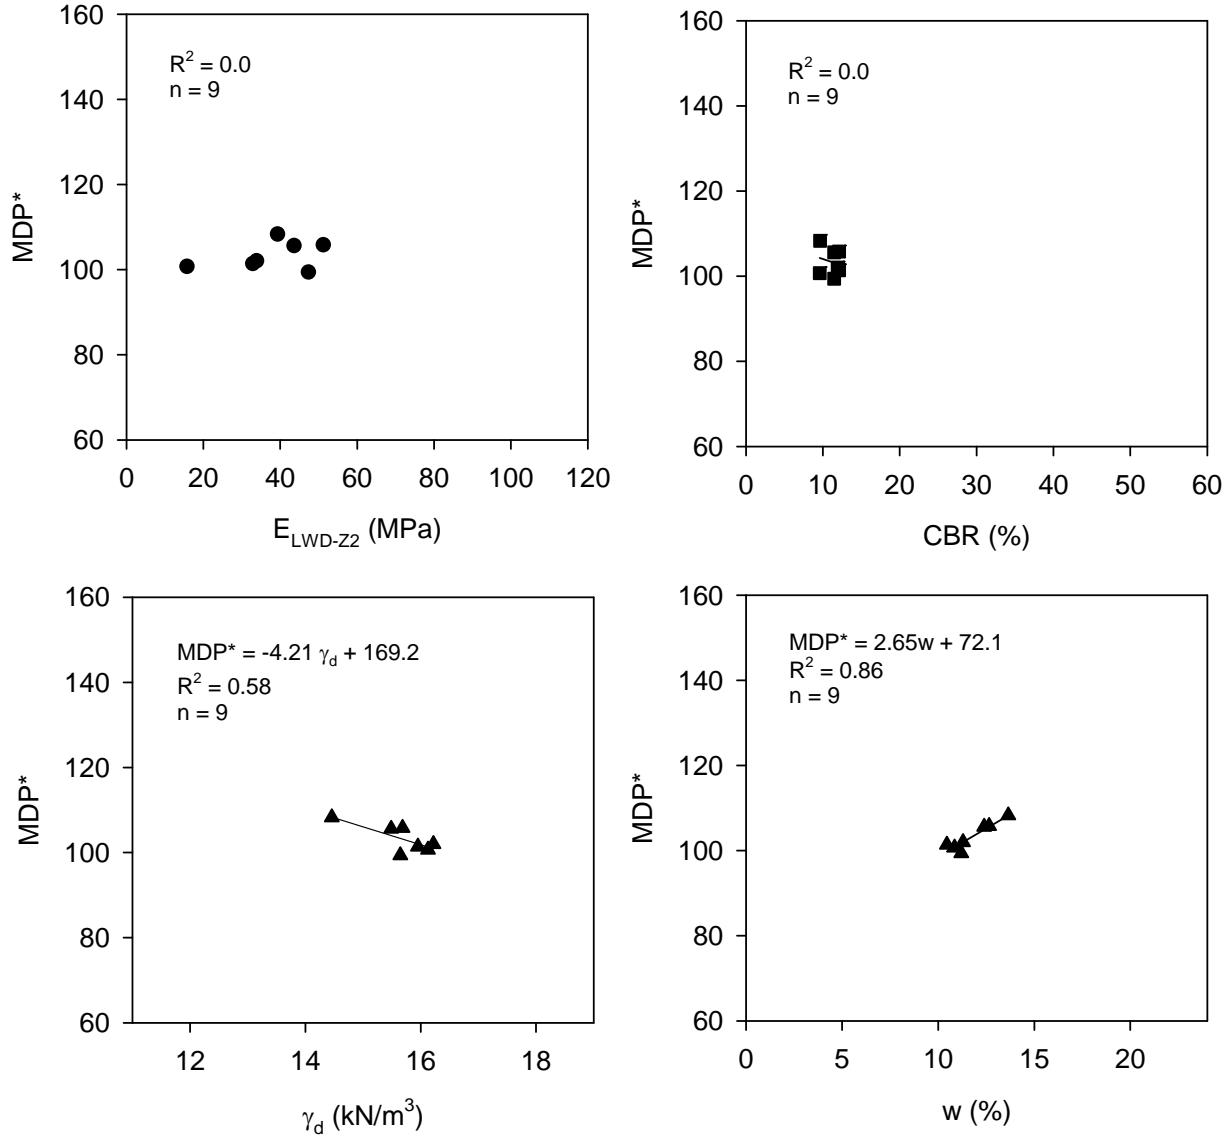 160
140
120
100
80
60
MDP*
R² = 0.0
n = 9
0 20 40 60 80 100 120
E_LWD-Z2 (MPa)
160
140
120
100
80
60
MDP*
R² = 0.0
n = 9
0 10 20 30 40 50 60
CBR (%)
160
140
120
100
80
60
MDP*
MDP* = -4.21 γ_d + 169.2
R² = 0.58
n = 9
12 14 16 18
γ_d (kN/m³)
160
140
120
100
80
60
MDP*
MDP* = 2.65w + 72.1
R² = 0.86
n = 9
0 5 10 15 20
w (%)